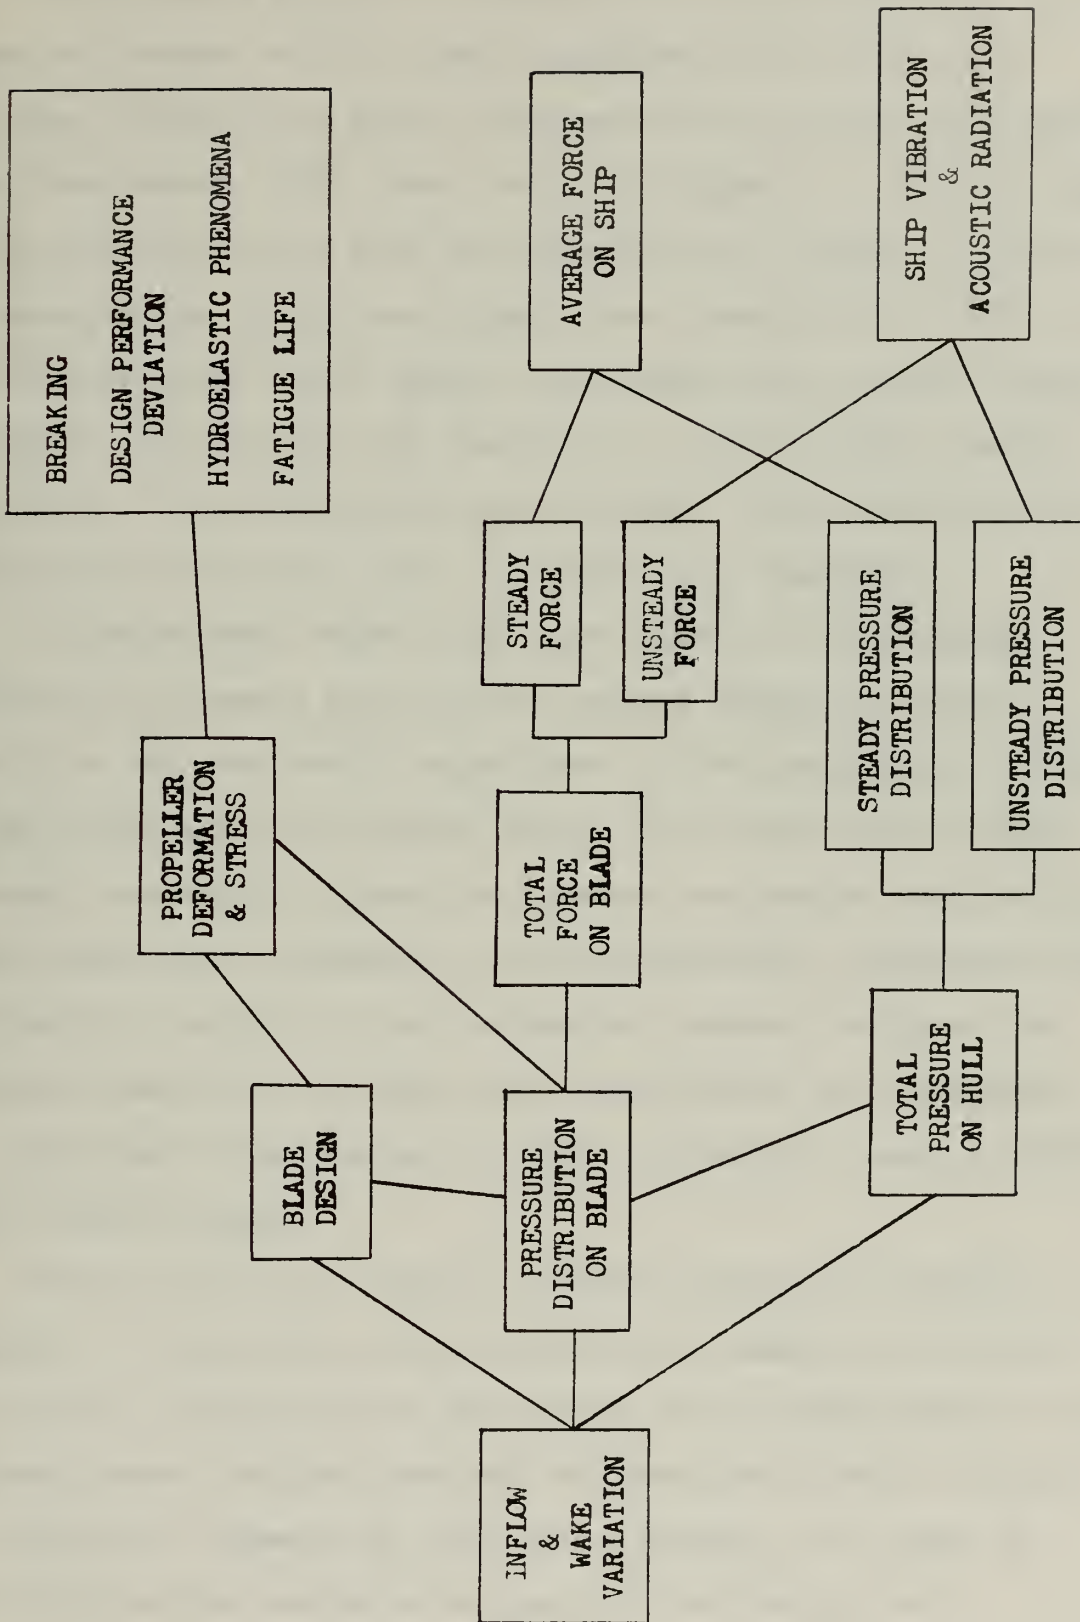 INFLOW
&
WAKE
VARIATION
BLADE
DESIGN
PRESSURE
DISTRIBUTION
ON BLADE
TOTAL
PRESSURE
ON HULL
PROPELLER
DEFORMATION
& STRESS
TOTAL
FORCE
ON BLADE
STEADY
FORCE
UNSTEADY
FORCE
STEADY PRESSURE
DISTRIBUTION
UNSTEADY PRESSURE
DISTRIBUTION
BREAKING
DESIGN PERFORMANCE
DEVIATION
HYDROELASTIC PHENOMENA
FATIGUE LIFE
AVERAGE FORCE
ON SHIP
SHIP VIBRATION
&
ACOUSTIC RADIATION